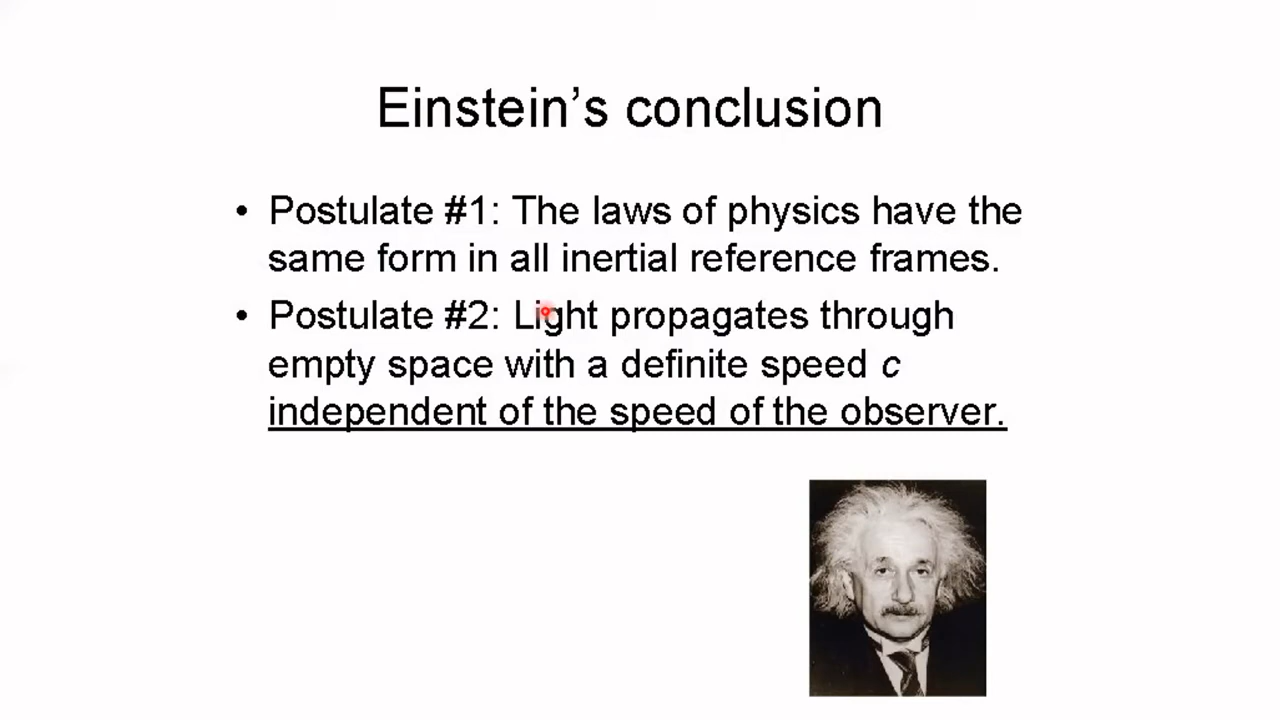 Einstein’s conclusion
• Postulate #1: The laws of physics have the
same form in all inertial reference frames.
• Postulate #2: Light propagates through
empty space with a definite speed c
independent of the speed of the observer.